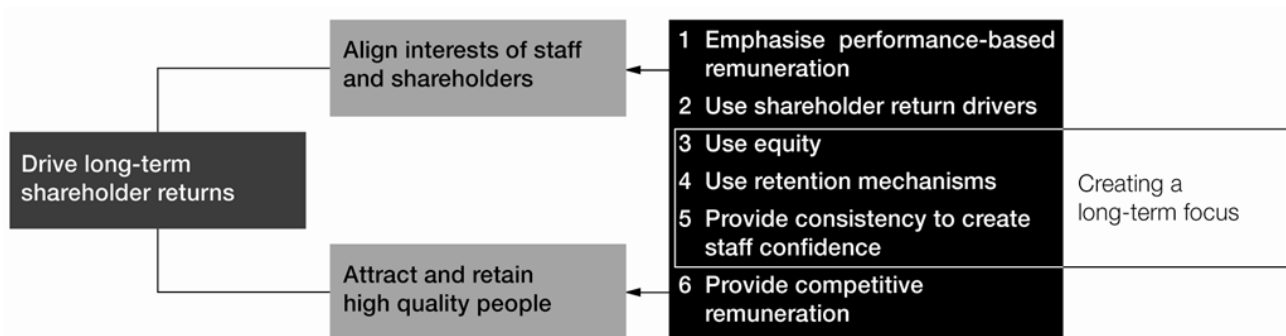 Drive long-term
shareholder returns
Align interests of staff
and shareholders
Attract and retain
high quality people
1 Emphasise performance-based
remuneration
2 Use shareholder return drivers
3 Use equity
4 Use retention mechanisms
5 Provide consistency to create
staff confidence
6 Provide competitive
remuneration
Creating a
long-term focus